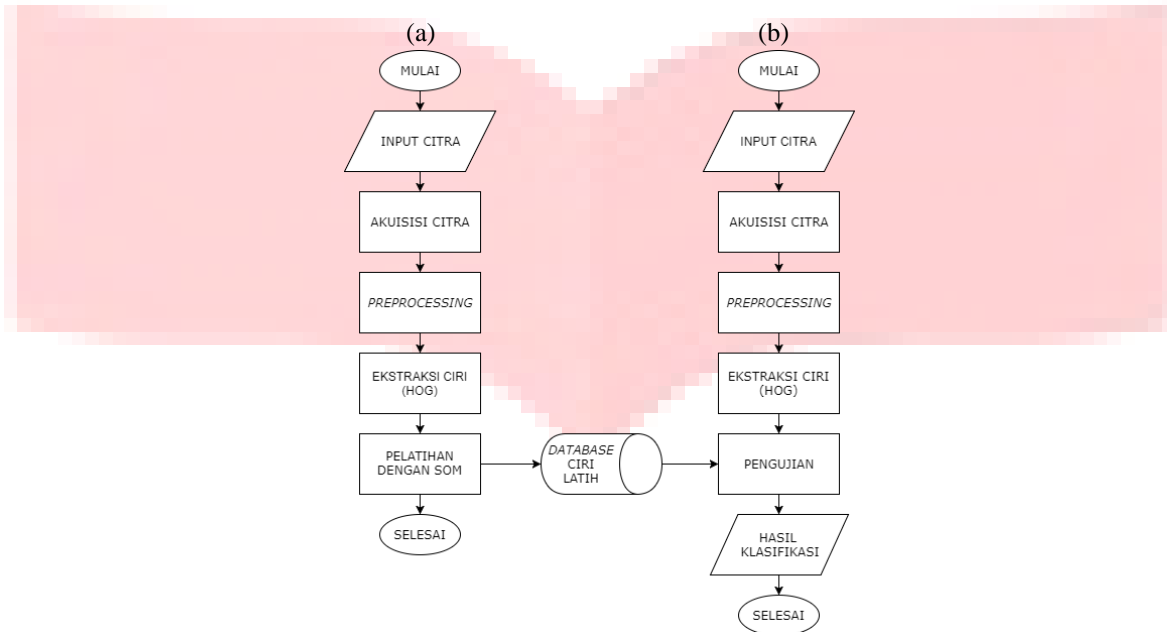 (a)
MULAI
INPUT CITRA
AKUISISI CITRA
PREPROCESSING
EKSTRAKSI CIRI
(HOG)
PELATIHAN
DENGAN SOM
SELESAI
DATABASE
CIRI
LATIH
(b)
MULAI
INPUT CITRA
AKUISISI CITRA
PREPROCESSING
EKSTRAKSI CIRI
(HOG)
PENGUJIAN
HASIL
KLASIFIKASI
SELESAI